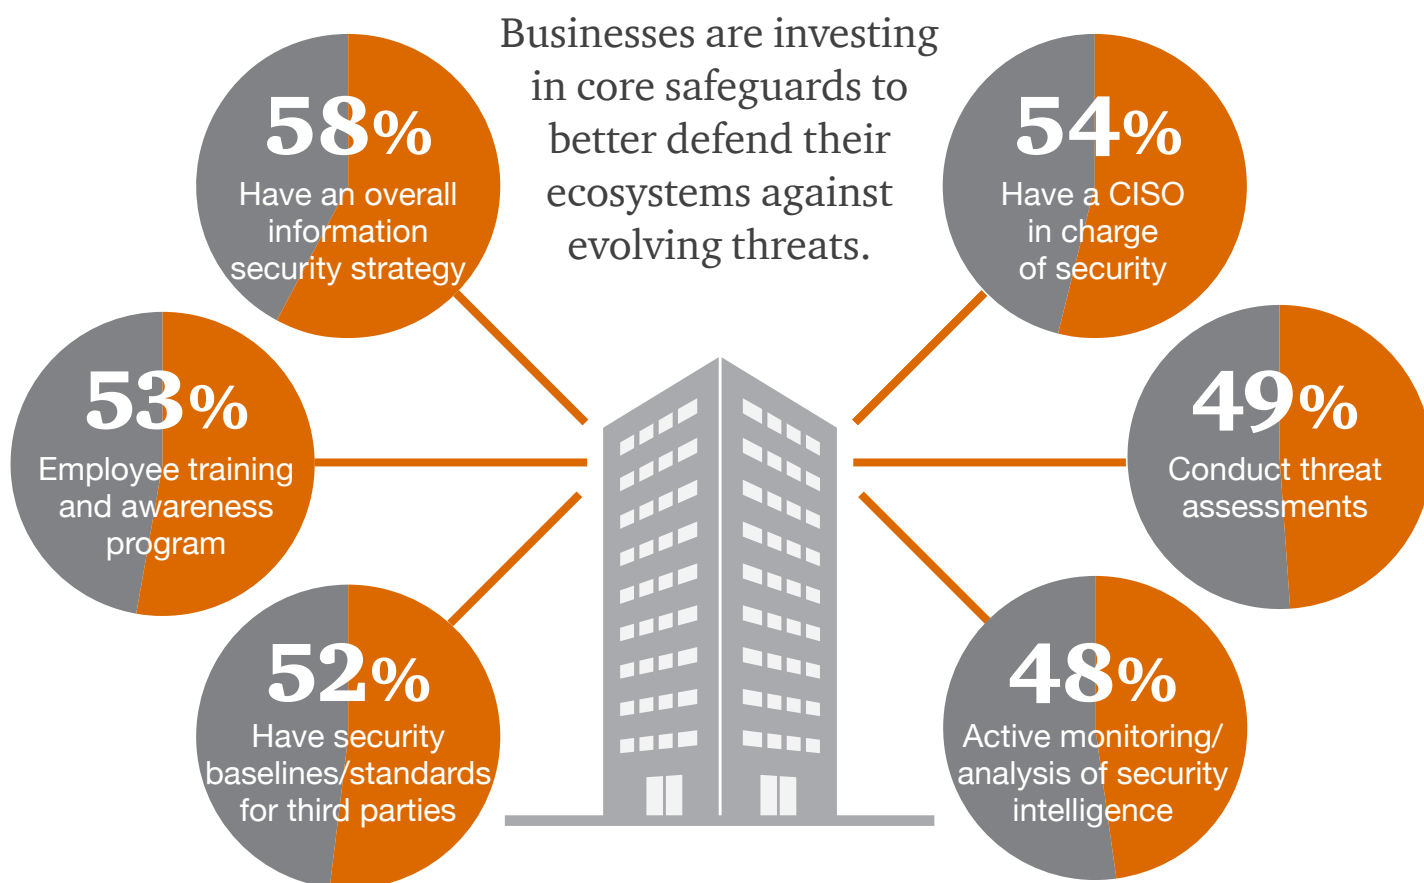 Businesses are investing
in core safeguards to
better defend their
ecosystems against
evolving threats.
58%
Have an overall
information
security strategy
53%
Employee training
and awareness
program
52%
Have security
baselines/standards
for third parties
54%
Have a CISO
in charge
of security
49%
Conduct threat
assessments
48%
Active monitoring/
analysis of security
intelligence